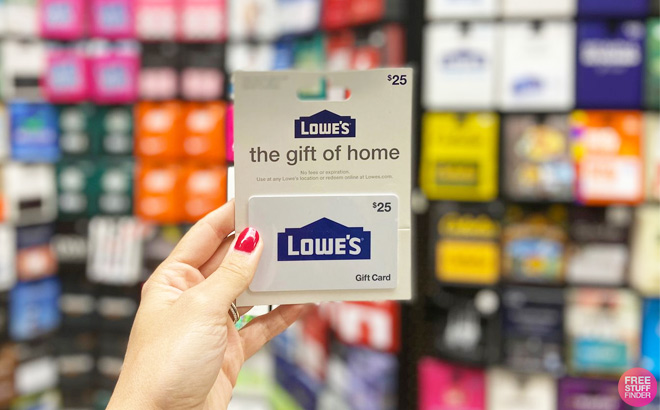 $25
LOWE'S
the gift of home
No fees or expiration.
Use at any Lowe's location or redeem online at Lowes.com.
$25
LOWE'S
Gift Card
FREE
STUFF
FINDER